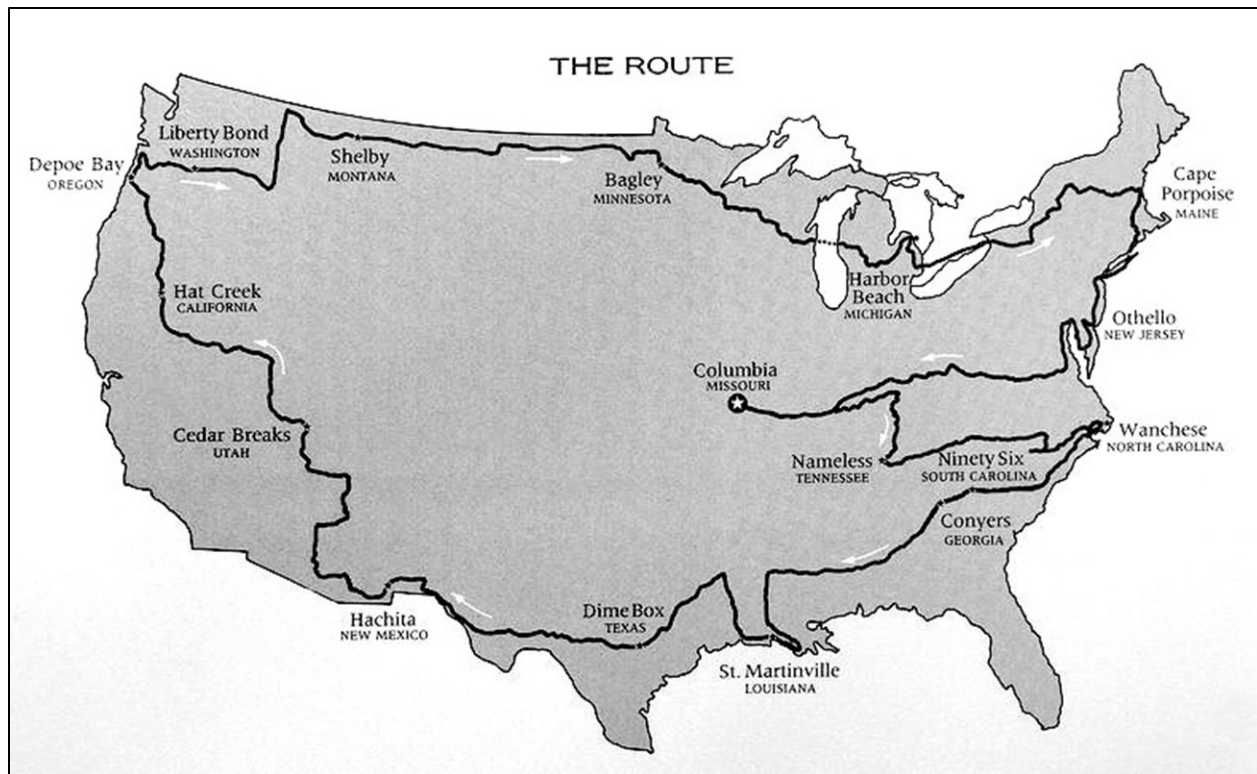 THE ROUTE
Liberty Bond
WASHINGTON
Depoe Bay
OREGON
Shelby
MONTANA
Bagley
MINNESOTA
Cape
Porpoise
MAINE
Harbor
Beach
MICHIGAN
Hat Creek
CALIFORNIA
Othello
NEW JERSEY
Columbia
MISSOURI
Cedar Breaks
UTAH
Nameless
TENNESSEE
Ninety Six
SOUTH CAROLINA
Wanchese
NORTH CAROLINA
Conyers
GEORGIA
Hachita
NEW MEXICO
Dime Box
TEXAS
St. Martinville
LOUISIANA